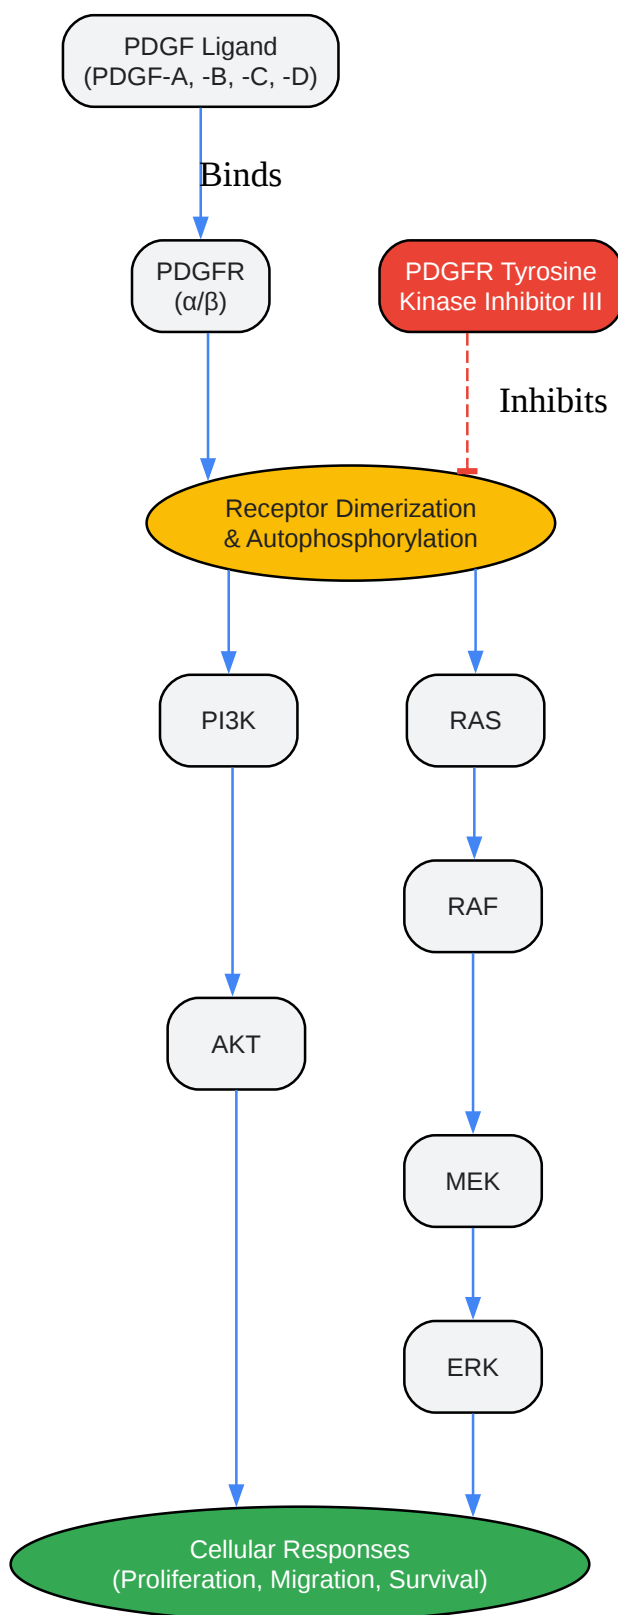 PDGF Ligand
(PDGF-A, -B, -C, -D)
Binds
PDGFR
(α/β)
PDGFR Tyrosine
Kinase Inhibitor III
Inhibits
Receptor Dimerization
& Autophosphorylation
PI3K
RAS
RAF
AKT
MEK
ERK
Cellular Responses
(Proliferation, Migration, Survival)